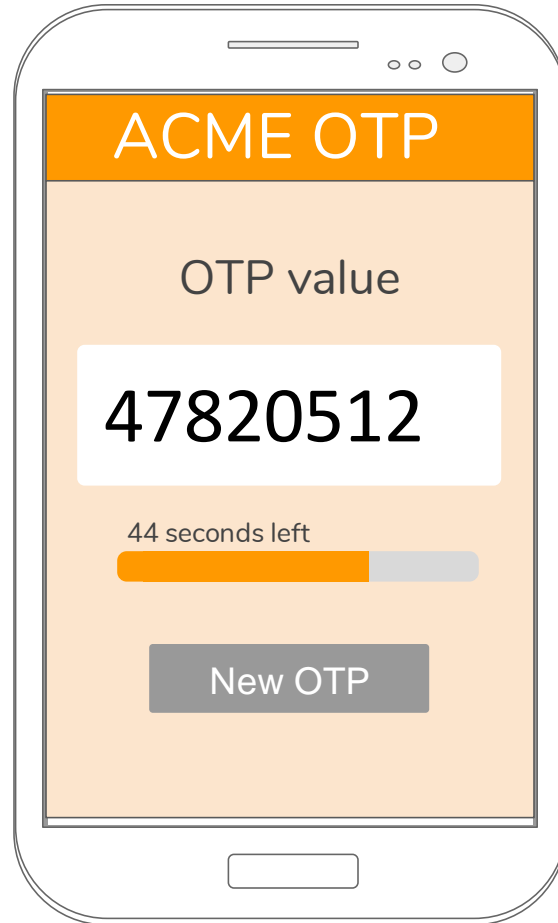 ACME OTP
OTP value
47820512
44 seconds left
New OTP